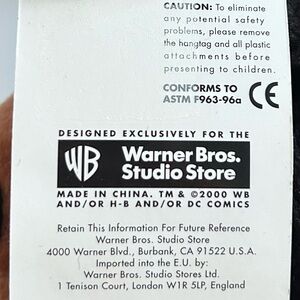 CAUTION: To eliminate
any potential safety
problems, please remove
the hangtag and all plastic
attachments before
presenting to children.
CONFORMS TO
ASTM F963-96a CE
DESIGNED EXCLUSIVELY FOR THE
WB Warner Bros.
Studio Store
MADE IN CHINA. TM & ©2000 WB
AND/OR H-B AND/OR DC COMICS
Retain This Information For Future Reference
Warner Bros. Studio Store
4000 Warner Blvd., Burbank, CA 91522 U.S.A.
Imported into the E.U. by:
Warner Bros. Studio Stores Ltd.
1 Tenison Court, London W1R 5LP, England